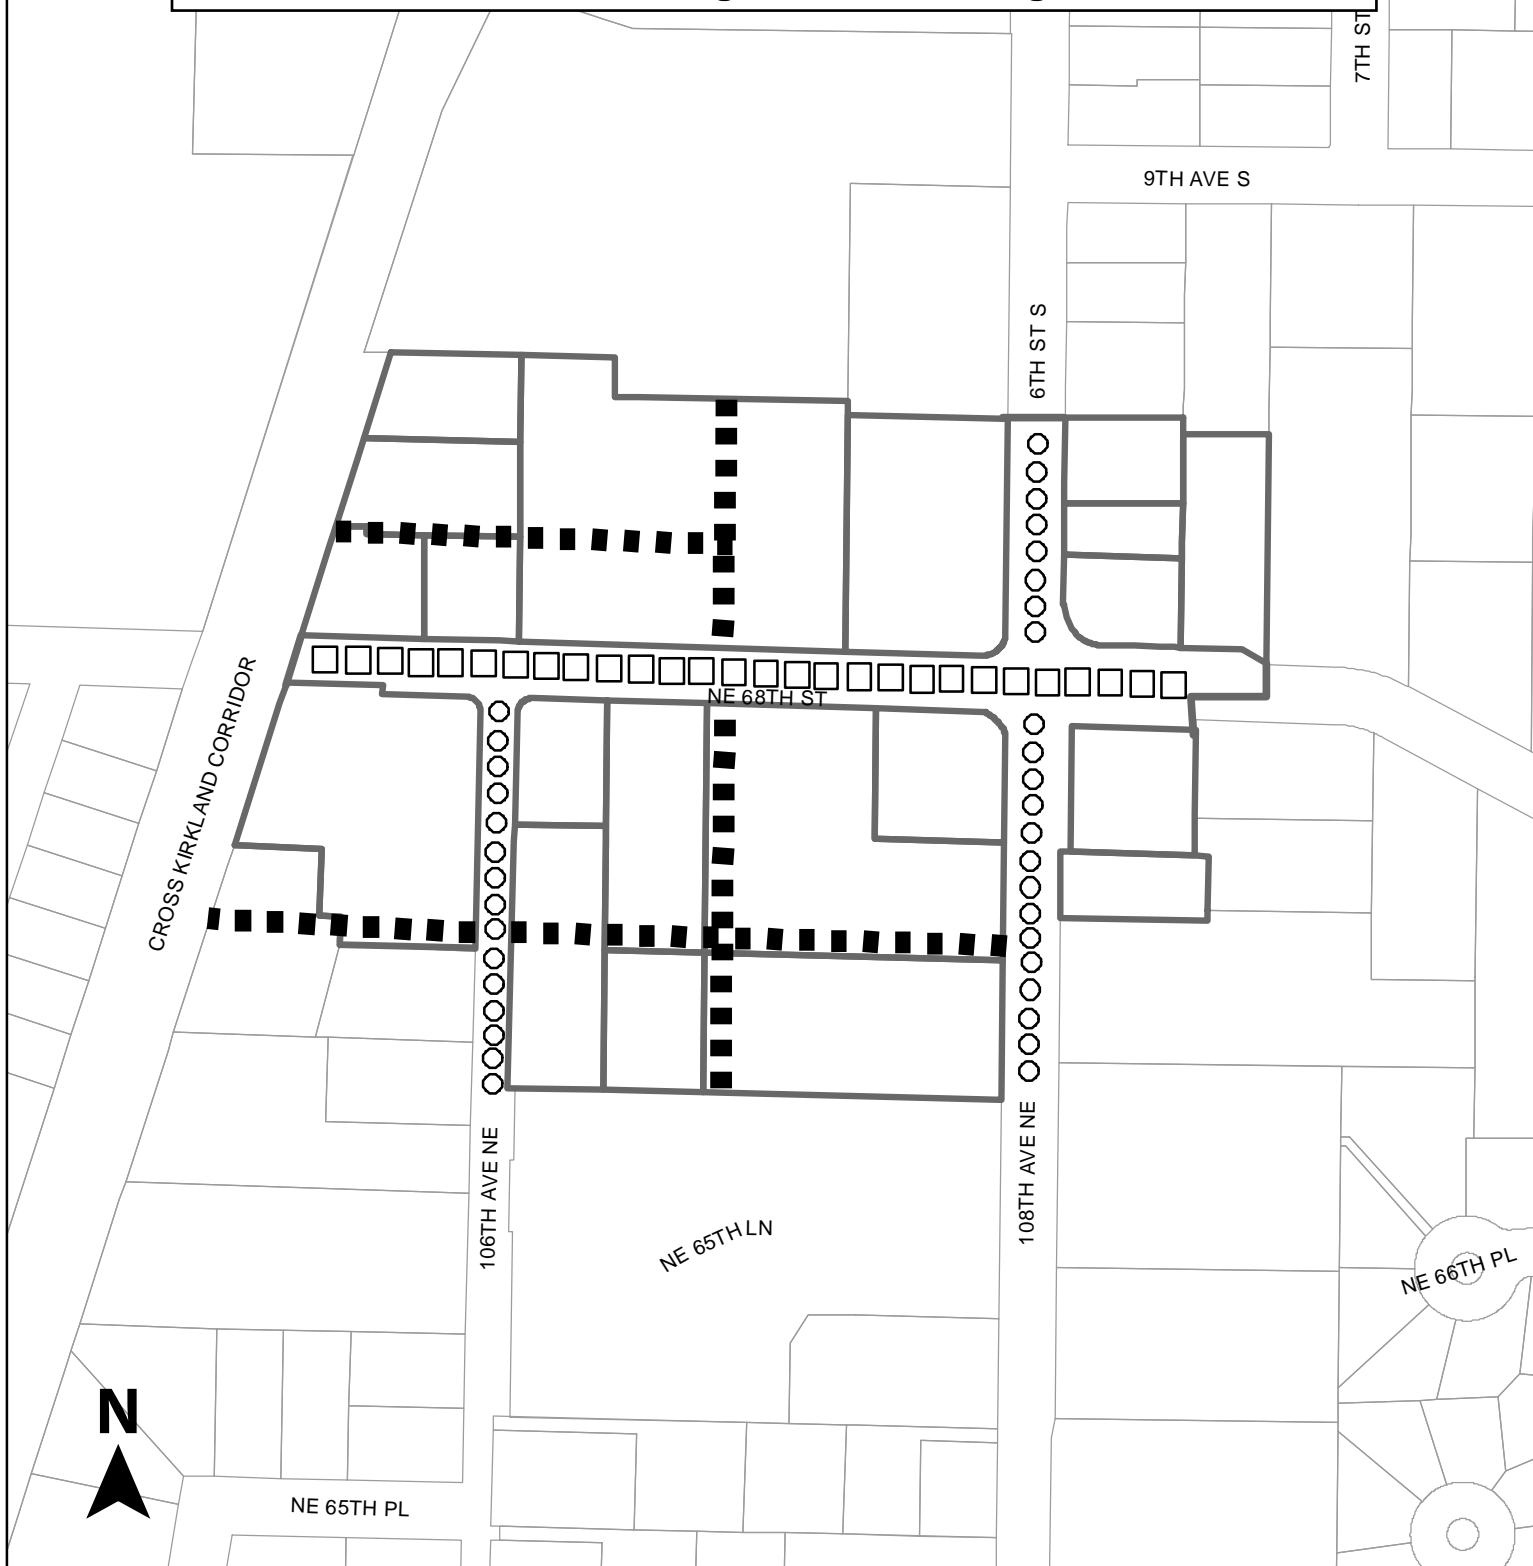 7TH ST
9TH AVE S
6TH ST S
NE 68TH ST
CROSS KIRKLAND CORRIDOR
106TH AVE NE
108TH AVE NE
NE 65TH LN
NE 66TH PL
N
NE 65TH PL